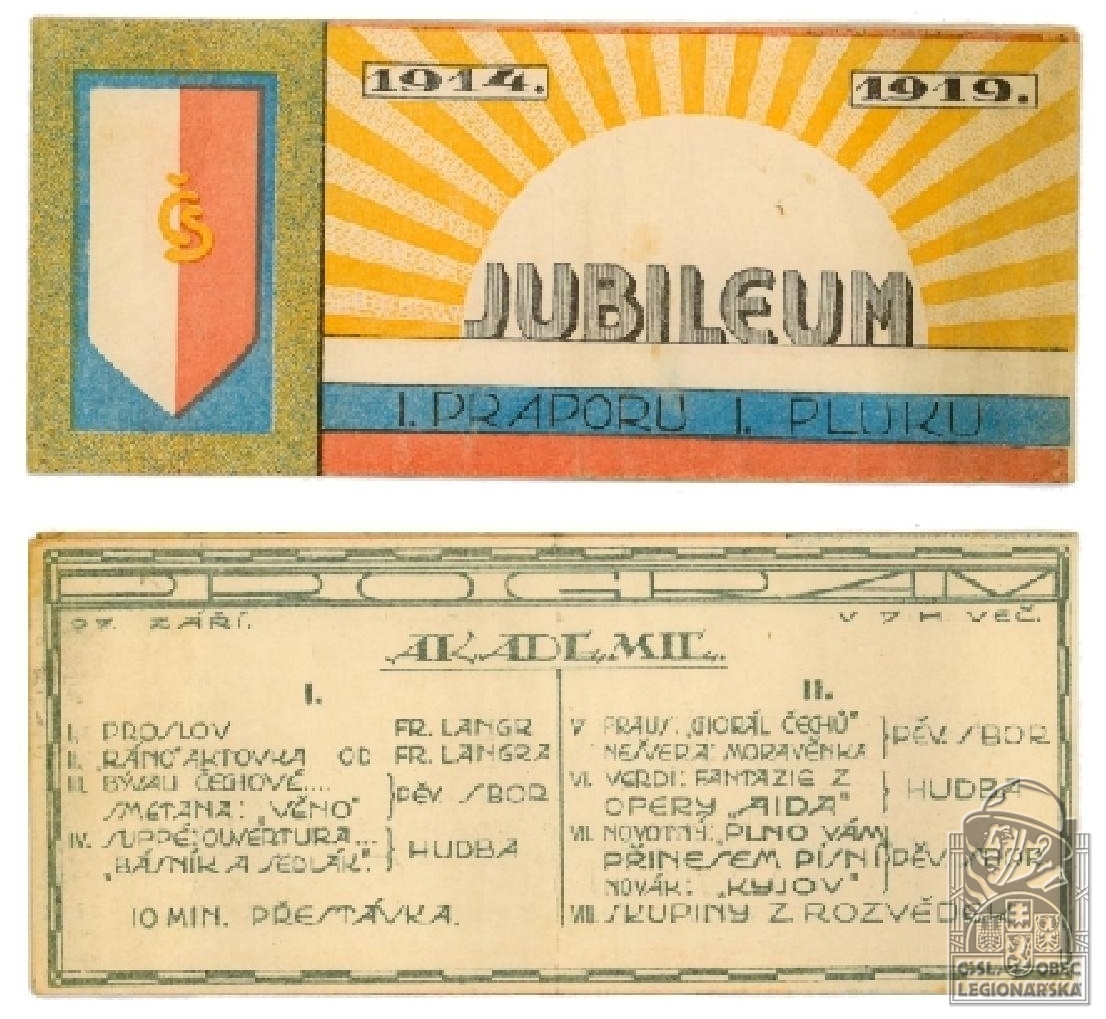 ČS
1914.
1919.
JUBILEUM
I. PRAPORU I. PLUKU
PROGRAM
27. ZÁŘÍ.
V 7 H. VEČ.
AKADEMIE.
I.
I. PROSLOV FR. LANGR
II. „RÁNO“ AKTOVKA OD FR. LANGRA
III. BÝVALI ČECHOVÉ....
SMETANA: „VĚNO“
PĚV. SBOR
IV. SUPPÉ: OUVERTURA...
„BÁSNÍK A SEDLÁK.“
HUDBA
10 MIN. PŘESTÁVKA.
II.
V PRAUS: „CHORÁL ČECHŮ“
NEŠVERA: MORAVĚNKA
PĚV. SBOR
VI. VERDI: FANTAZIE Z
OPERY „AIDA“
HUDBA
VII. NOVOTNÝ: „PLNO VÁM
PŘINESEM PÍSNÍ
NOVÁK: „KYJOV“
PĚV. SBOR
VIII. SKUPINY Z
ČSL. OBEC
LEGIONÁŘSKÁ